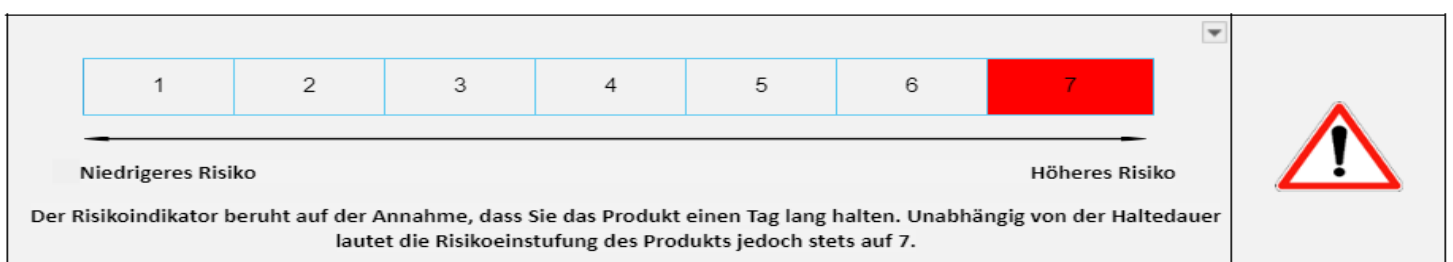 1 2 3 4 5 6 7
Niedrigeres Risiko Höheres Risiko
Der Risikoindikator beruht auf der Annahme, dass Sie das Produkt einen Tag lang halten. Unabhängig von der Haltedauer
lautet die Risikoeinstufung des Produkts jedoch stets auf 7.